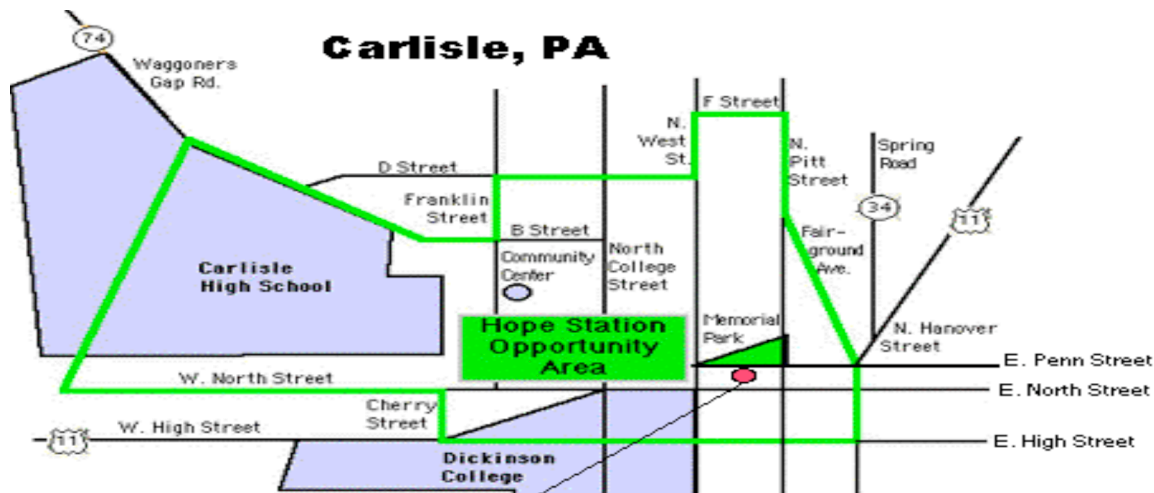 Carlisle, PA
74
Waggoners
Gap Rd.
F Street
N.
West
St.
N.
Pitt
Street
Spring
Road
D Street
Franklin
Street
34
11
B Street
Community
Center
North
College
Street
Fair-
ground
Ave.
Carlisle
High School
Hope Station
Opportunity
Area
Memorial
Park
N. Hanover
Street
E. Penn Street
W. North Street
E. North Street
Cherry
Street
W. High Street
11
E. High Street
Dickinson
College